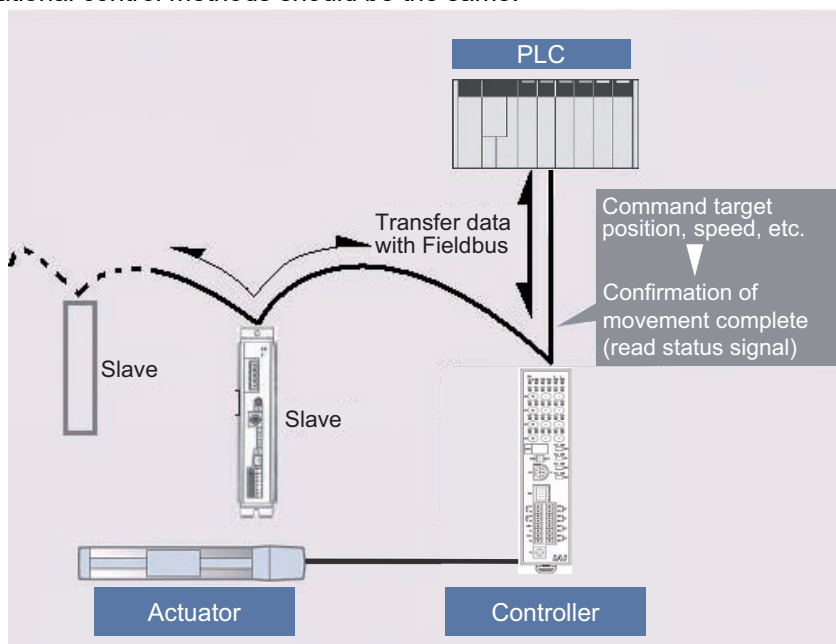 PLC
Transfer data
with Fieldbus
Command target
position, speed, etc.
Confirmation of
movement complete
(read status signal)
Slave
Slave
Actuator
Controller